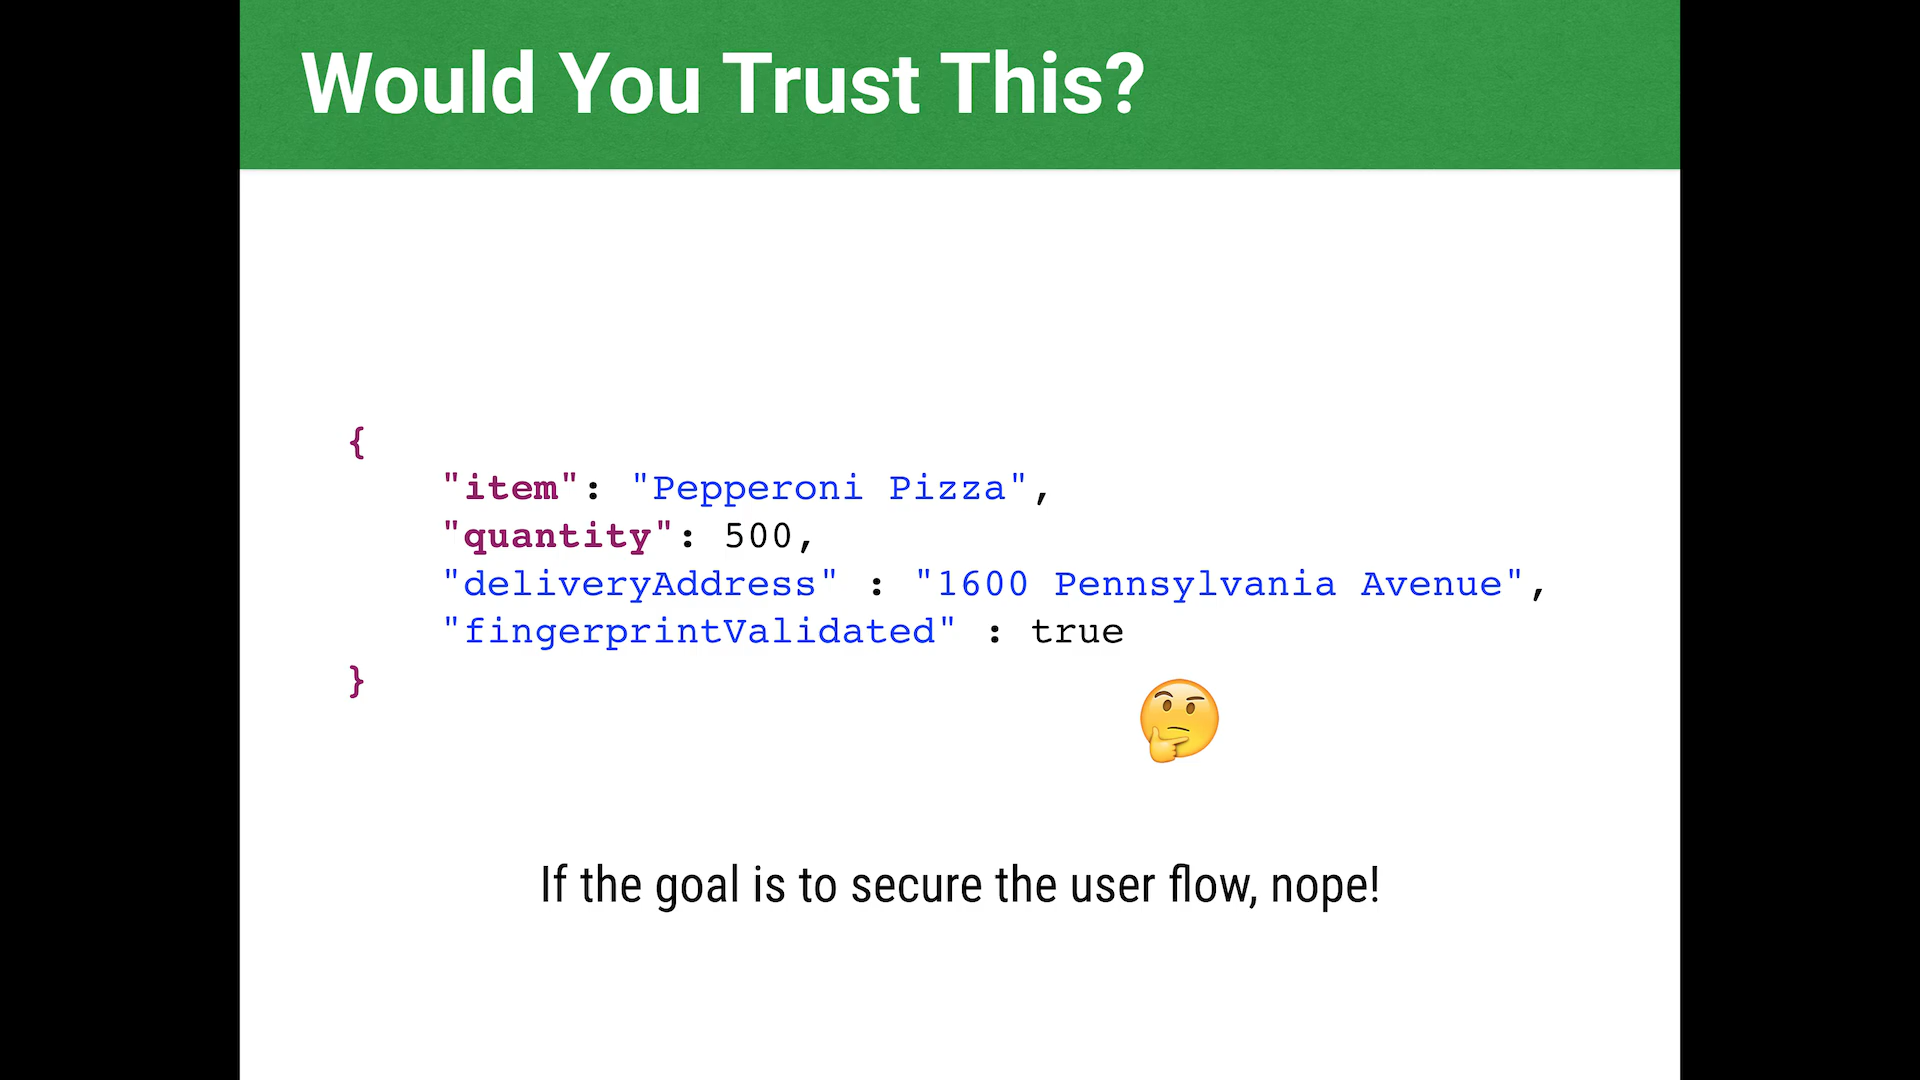 Would You Trust This?
{
"item": "Pepperoni Pizza",
"quantity": 500,
"deliveryAddress" : "1600 Pennsylvania Avenue",
"fingerprintValidated" : true
}
If the goal is to secure the user flow, nope!